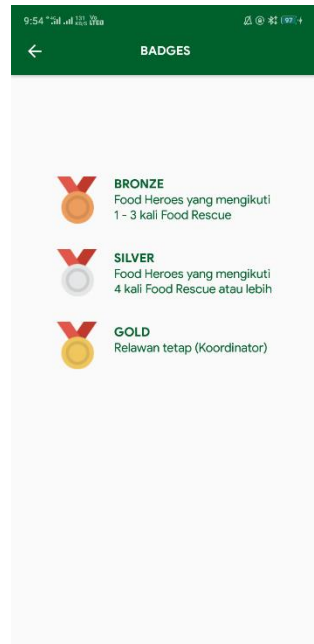 9:54
97
BADGES
BRONZE
Food Heroes yang mengikuti
1 - 3 kali Food Rescue
SILVER
Food Heroes yang mengikuti
4 kali Food Rescue atau lebih
GOLD
Relawan tetap (Koordinator)